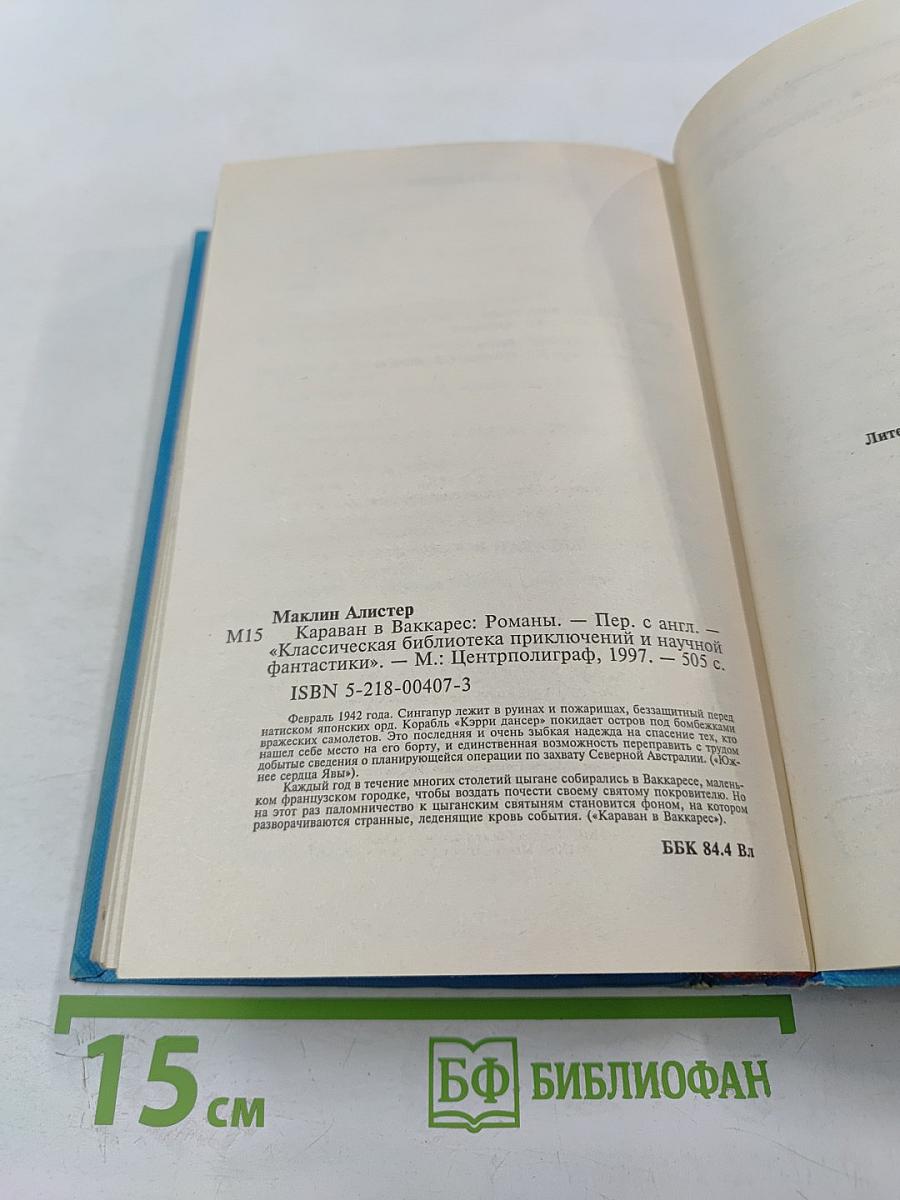 Маклин Алистер
М15 Караван в Ваккарес: Романы. — Пер. с англ. —
«Классическая библиотека приключений и научной
фантастики». — М.: Центрполиграф, 1997. — 505 с.
ISBN 5-218-00407-3
Февраль 1942 года. Сингапур лежит в руинах и пожарищах, беззащитный перед
натиском японских орд. Корабль «Кэрри дансер» покидает остров под бомбежками
вражеских самолетов. Это последняя и очень зыбкая надежда на спасение тех, кто
нашел себе место на его борту, и единственная возможность переправить с трудом
добытые сведения о планирующейся операции по захвату Северной Австралии. («Юж-
нее сердца Явы»).
Каждый год в течение многих столетий цыгане собирались в Ваккаресе, малень-
ком французском городке, чтобы воздать почести своему святому покровителю. Но
на этот раз паломничество к цыганским святыням становится фоном, на котором
разворачиваются странные, леденящие кровь события. («Караван в Ваккарес»).
ББК 84.4 Вл
Лите
15 см
БФ БИБЛИОФАН